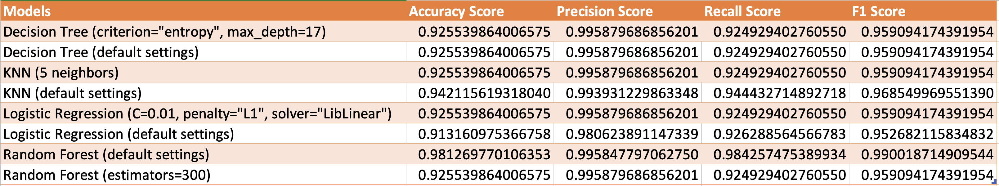 Models Accuracy Score Precision Score Recall Score F1 Score
Decision Tree (criterion="entropy", max_depth=17) 0.925539864006575 0.995879686856201 0.924929402760550 0.959094174391954
Decision Tree (default settings) 0.925539864006575 0.995879686856201 0.924929402760550 0.959094174391954
KNN (5 neighbors) 0.925539864006575 0.995879686856201 0.924929402760550 0.959094174391954
KNN (default settings) 0.942115619318040 0.993931229863348 0.944432714892718 0.968549969551390
Logistic Regression (C=0.01, penalty="L1", solver="LibLinear") 0.925539864006575 0.995879686856201 0.924929402760550 0.959094174391954
Logistic Regression (default settings) 0.913160975366758 0.980623891147339 0.926288564566783 0.952682115834832
Random Forest (default settings) 0.981269770106353 0.995847797062750 0.984257475389934 0.990018714909544
Random Forest (estimators=300) 0.925539864006575 0.995879686856201 0.924929402760550 0.959094174391954